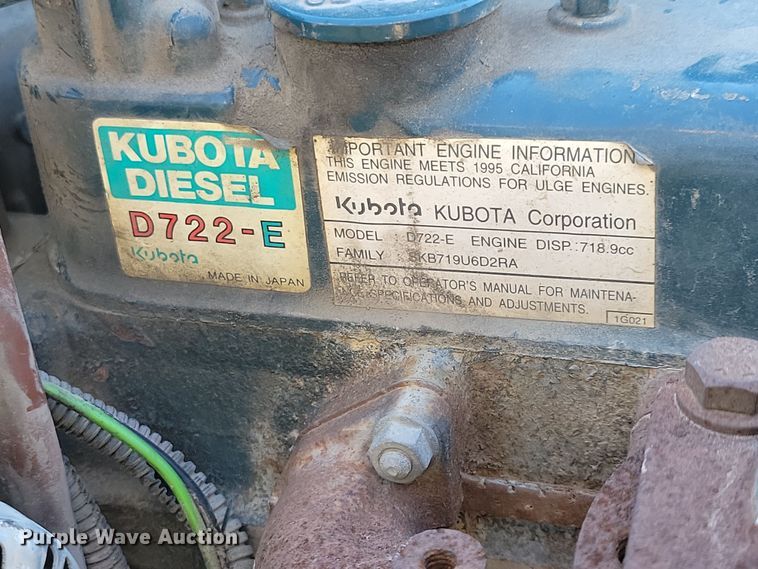 KUBOTA
DIESEL
D722-E
Kubota
MADE IN JAPAN
IMPORTANT ENGINE INFORMATION
THIS ENGINE MEETS 1995 CALIFORNIA
EMISSION REGULATIONS FOR ULGE ENGINES.
Kubota KUBOTA Corporation
MODEL : D722-E ENGINE DISP.:718.9cc
FAMILY : SKB719U6D2RA
REFER TO OPERATOR'S MANUAL FOR MAINTENA-
NCE SPECIFICATIONS AND ADJUSTMENTS.
1G021
Purple Wave Auction